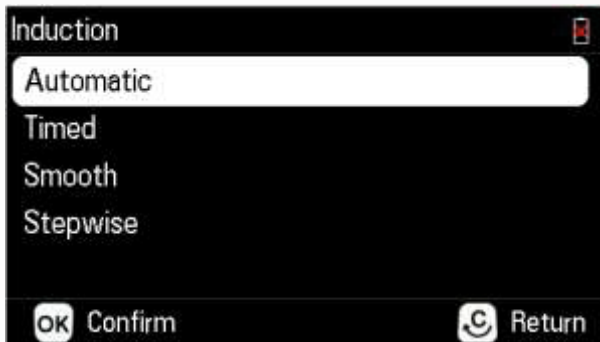 Induction
Automatic
Timed
Smooth
Stepwise
OK Confirm C Return